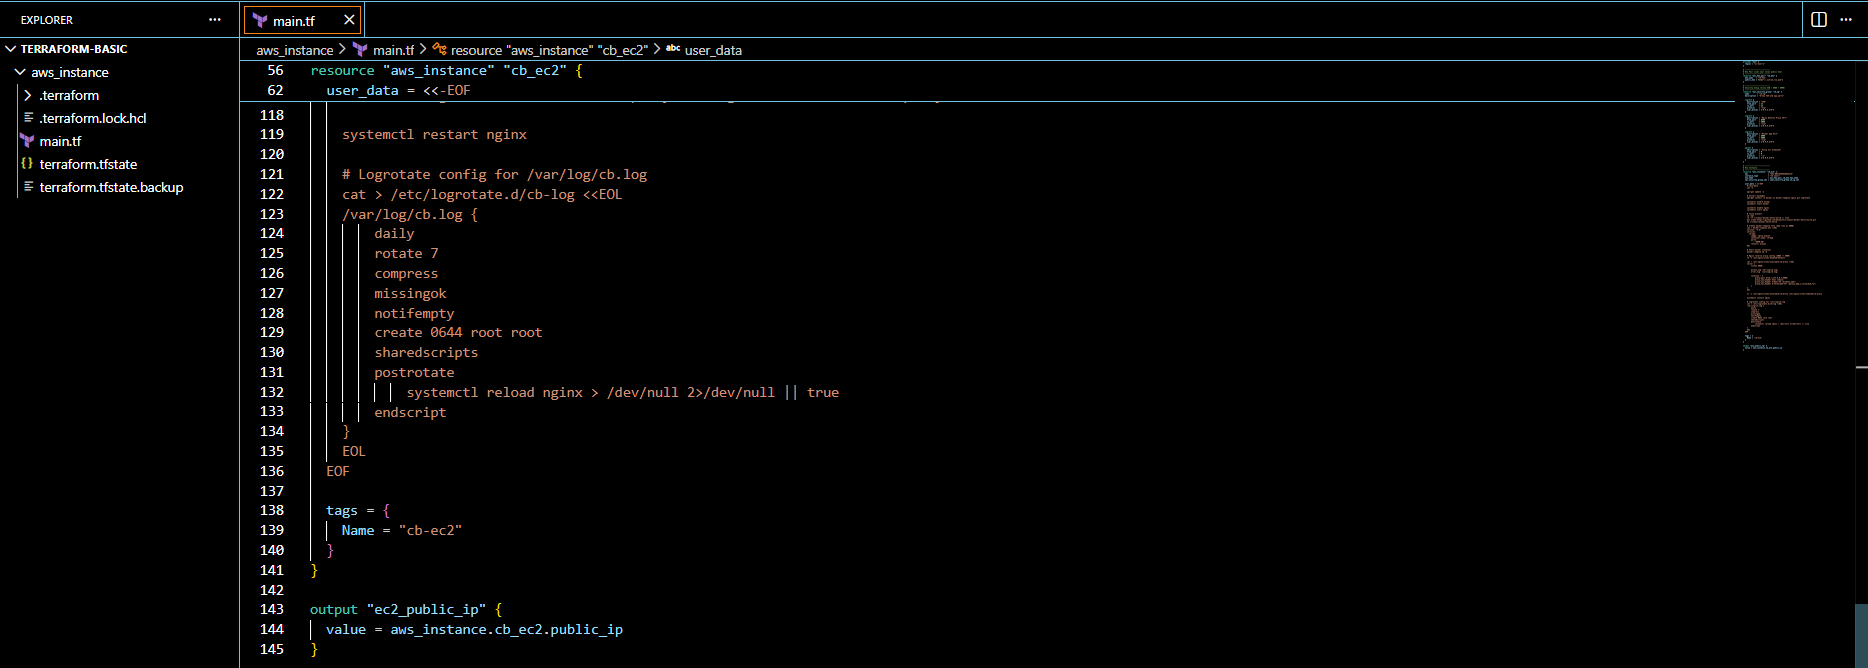 EXPLORER
···
main.tf
···
TERRAFORM-BASIC
aws_instance
.terraform
.terraform.lock.hcl
main.tf
terraform.tfstate
terraform.tfstate.backup
aws_instance > main.tf > resource "aws_instance" "cb_ec2" > abc user_data
56 resource "aws_instance" "cb_ec2" {
62 user_data = <<-EOF
118
119 systemctl restart nginx
120
121 # Logrotate config for /var/log/cb.log
122 cat > /etc/logrotate.d/cb-log <<EOL
123 /var/log/cb.log {
124 daily
125 rotate 7
126 compress
127 missingok
128 notifempty
129 create 0644 root root
130 sharedscripts
131 postrotate
132 systemctl reload nginx > /dev/null 2>/dev/null || true
133 endscript
134 }
135 EOL
136 EOF
137
138 tags = {
139 Name = "cb-ec2"
140 }
141 }
142
143 output "ec2_public_ip" {
144 value = aws_instance.cb_ec2.public_ip
145 }